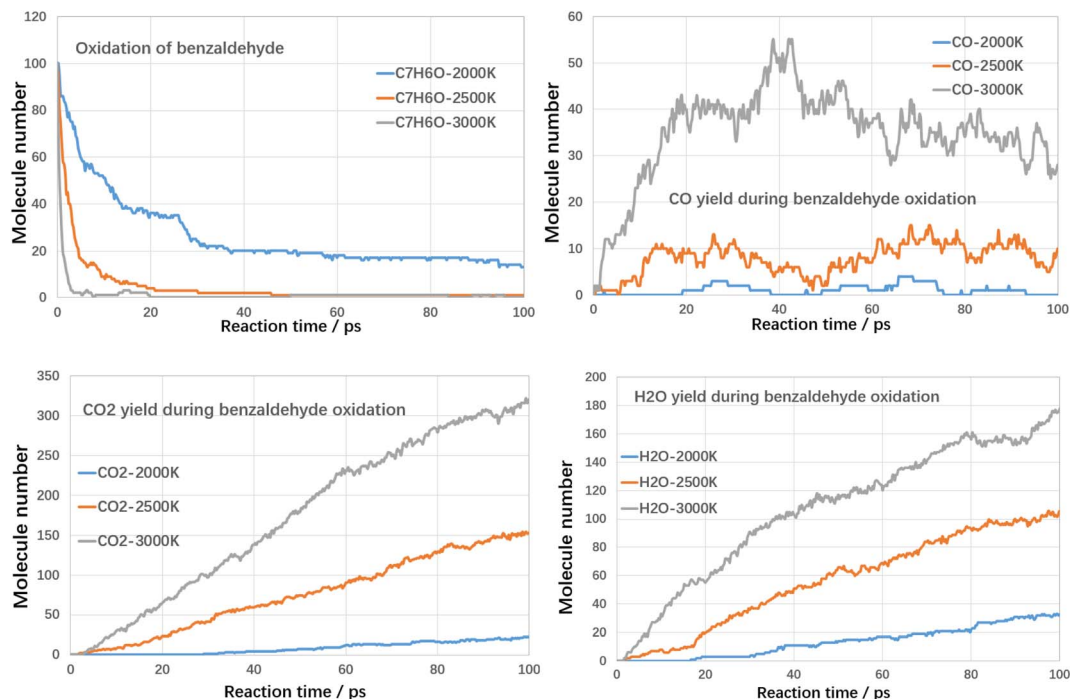 120
100
80
60
40
20
0
Molecule number
Oxidation of benzaldehyde
C7H6O-2000K
C7H6O-2500K
C7H6O-3000K
0 20 40 60 80 100
Reaction time / ps
60
50
40
30
20
10
0
Molecule number
CO-2000K
CO-2500K
CO-3000K
CO yield during benzaldehyde oxidation
0 20 40 60 80 100
Reaction time / ps
350
300
250
200
150
100
50
0
Molecule number
CO2 yield during benzaldehyde oxidation
CO2-2000K
CO2-2500K
CO2-3000K
0 20 40 60 80 100
Reaction time / ps
200
180
160
140
120
100
80
60
40
20
0
Molecule number
H2O yield during benzaldehyde oxidation
H2O-2000K
H2O-2500K
H2O-3000K
0 20 40 60 80 100
Reaction time / ps